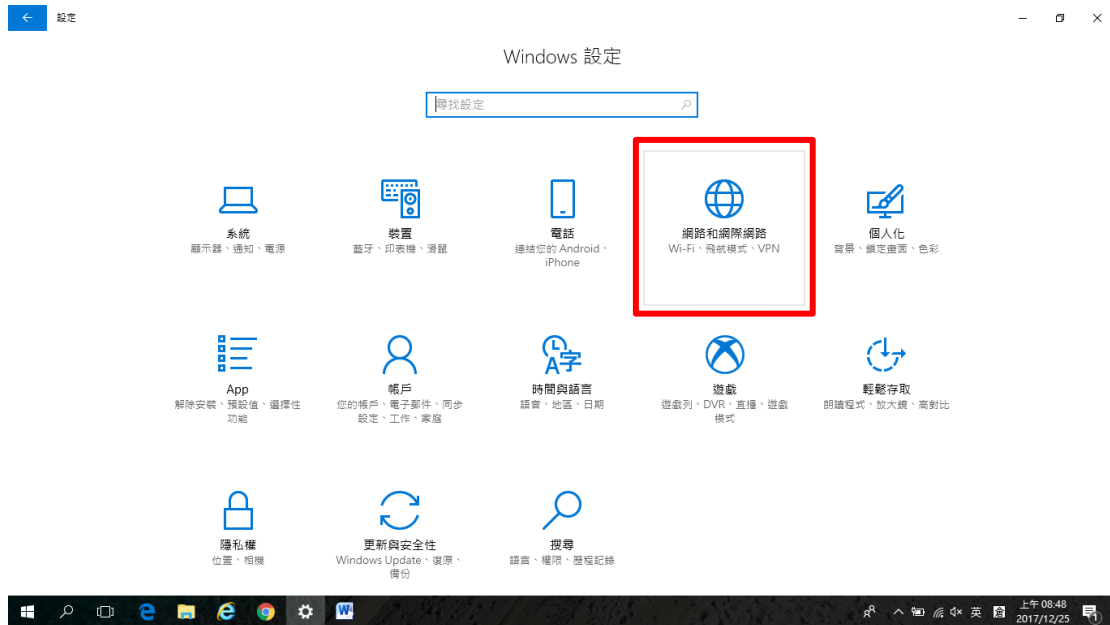 設定
Windows 設定
尋找設定
系統
顯示器、通知、電源
裝置
藍牙、印表機、滑鼠
電話
連結您的 Android、
iPhone
網路和網際網路
Wi-Fi、飛航模式、VPN
個人化
背景、鎖定畫面、色彩
App
解除安裝、預設值、選擇性
功能
帳戶
您的帳戶、電子郵件、同步
設定、工作、家庭
時間與語言
語音、地區、日期
遊戲
遊戲列、DVR、直播、遊戲
模式
輕鬆存取
朗讀程式、放大鏡、高對比
隱私權
位置、相機
更新與安全性
Windows Update、復原、
備份
搜尋
語言、權限、歷程記錄
英
倉
上午 08:48
2017/12/25
1